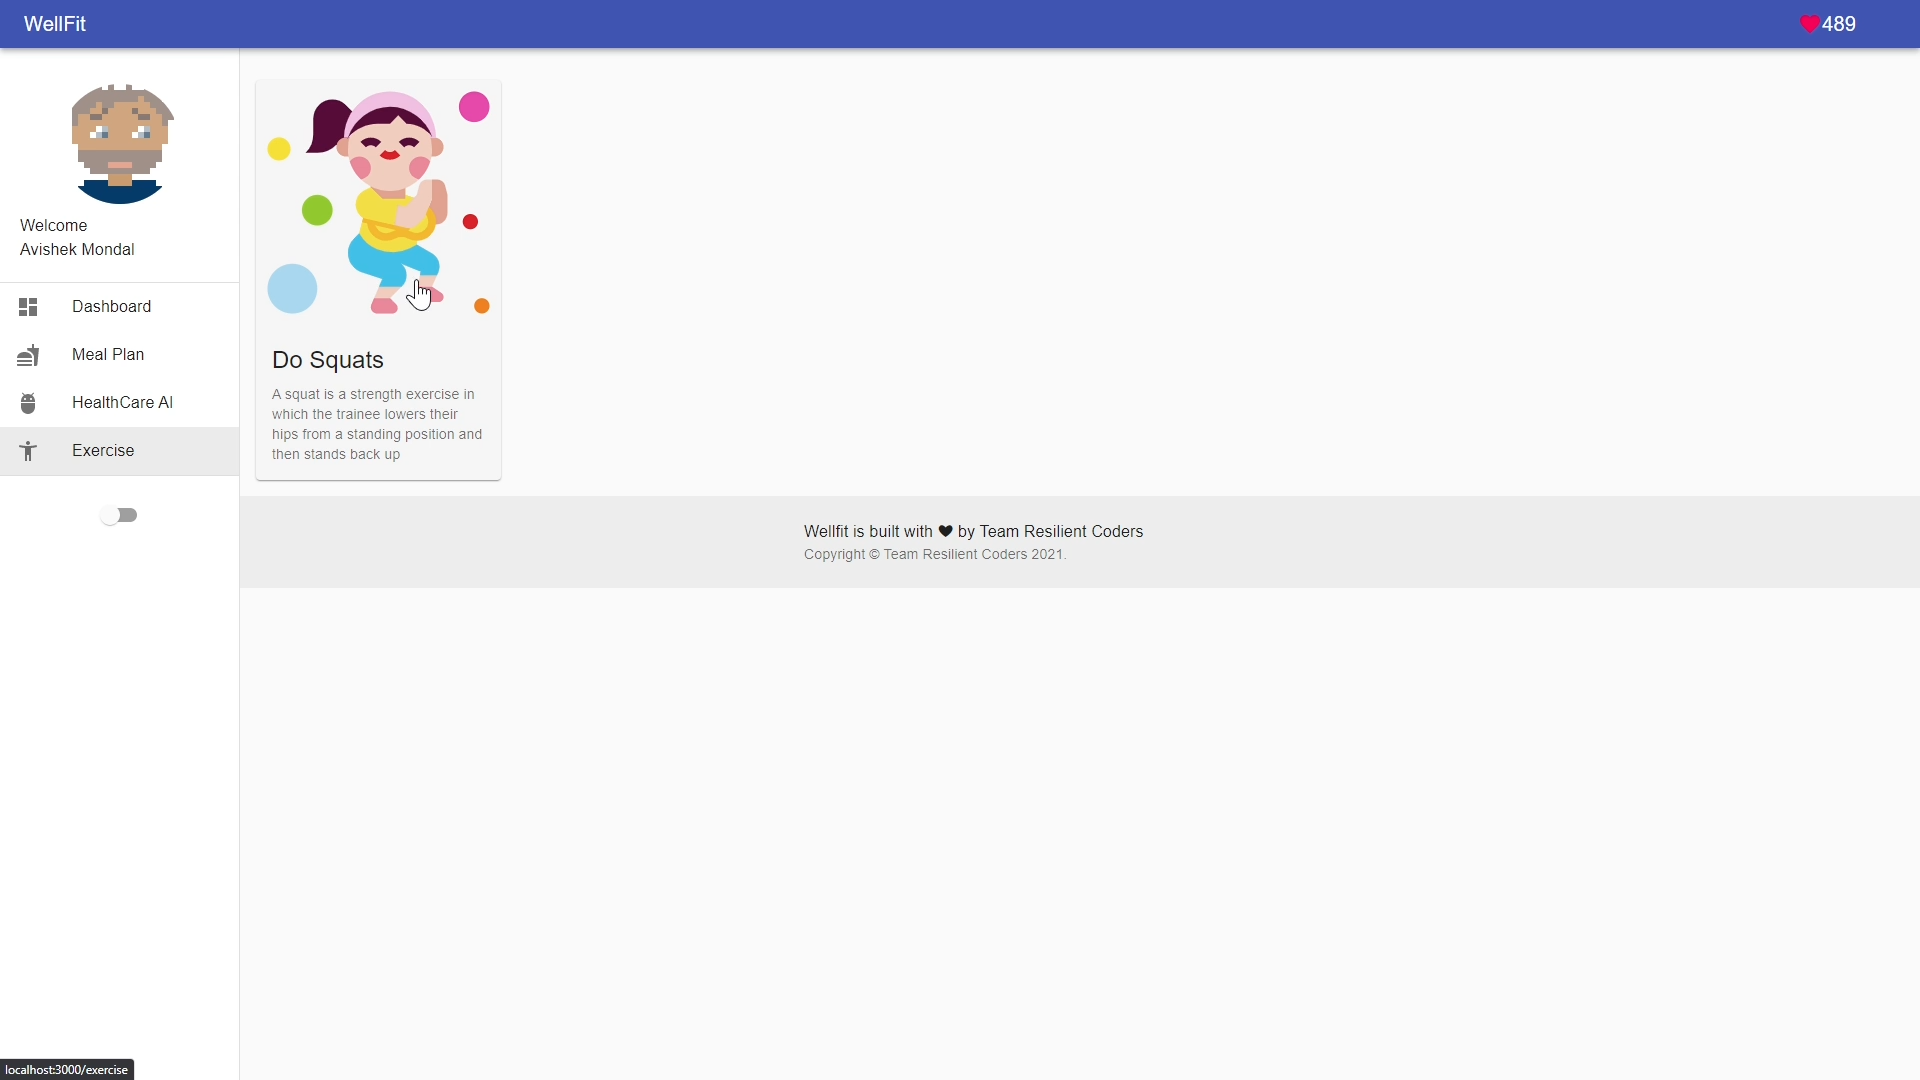 WellFit
489
Welcome
Avishek Mondal
Dashboard
Meal Plan
HealthCare AI
Exercise
Do Squats
A squat is a strength exercise in
which the trainee lowers their
hips from a standing position and
then stands back up
Wellfit is built with 🖤 by Team Resilient Coders
Copyright © Team Resilient Coders 2021.
localhost:3000/exercise